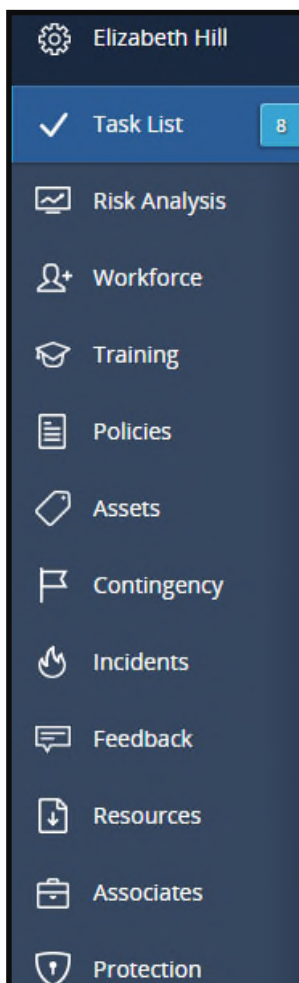 Elizabeth Hill
Task List 8
Risk Analysis
Workforce
Training
Policies
Assets
Contingency
Incidents
Feedback
Resources
Associates
Protection